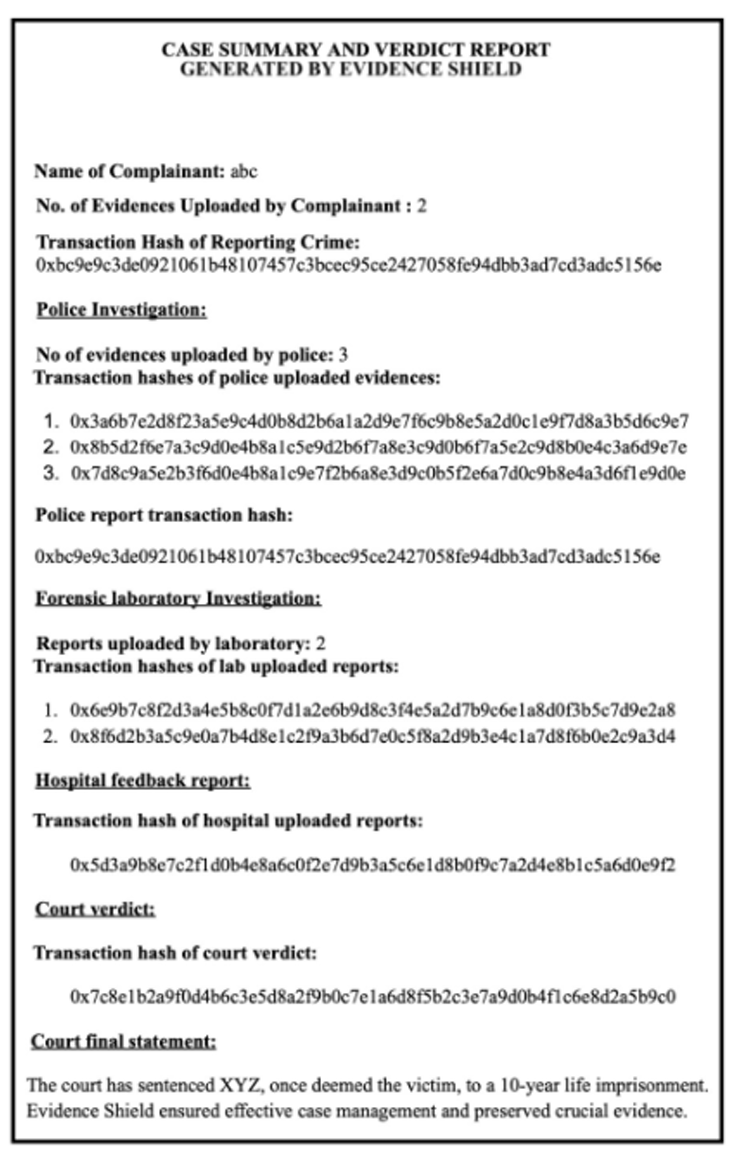 CASE SUMMARY AND VERDICT REPORT
GENERATED BY EVIDENCE SHIELD
Name of Complainant: abc
No. of Evidences Uploaded by Complainant : 2
Transaction Hash of Reporting Crime:
0xbc9e9c3de0921061b48107457c3bcec95ce2427058fe94dbb3ad7cd3adc5156e
Police Investigation:
No of evidences uploaded by police: 3
Transaction hashes of police uploaded evidences:
1. 0x3a6b7e2d8f23a5e9c4d0b8d2b6a1a2d9e7f6c9b8e5a2d0c1e9f7d8a3b5d6c9e7
2. 0x8b5d2f6e7a3c9d0e4b8a1c5e9d2b6f7a8e3c9d0b6f7a5e2c9d8b0e4c3a6d9e7e
3. 0x7d8c9a5e2b3f6d0e4b8a1c9e7f2b6a8e3d9c0b5f2e6a7d0c9b8e4a3d6f1e9d0e
Police report transaction hash:
0xbc9e9c3de0921061b48107457c3bcec95ce2427058fe94dbb3ad7cd3adc5156e
Forensic laboratory Investigation:
Reports uploaded by laboratory: 2
Transaction hashes of lab uploaded reports:
1. 0x6e9b7c8f2d3a4e5b8c0f7d1a2e6b9d8c3f4e5a2d7b9c6e1a8d0f3b5c7d9e2a8
2. 0x8f6d2b3a5c9e0a7b4d8e1c2f9a3b6d7e0c5f8a2d9b3e4c1a7d8f6b0e2c9a3d4
Hospital feedback report:
Transaction hash of hospital uploaded reports:
0x5d3a9b8e7c2f1d0b4e8a6c0f2e7d9b3a5c6e1d8b0f9c7a2d4e8b1c5a6d0e9f2
Court verdict:
Transaction hash of court verdict:
0x7c8e1b2a9f0d4b6c3e5d8a2f9b0c7e1a6d8f5b2c3e7a9d0b4f1c6e8d2a5b9c0
Court final statement:
The court has sentenced XYZ, once deemed the victim, to a 10-year life imprisonment.
Evidence Shield ensured effective case management and preserved crucial evidence.